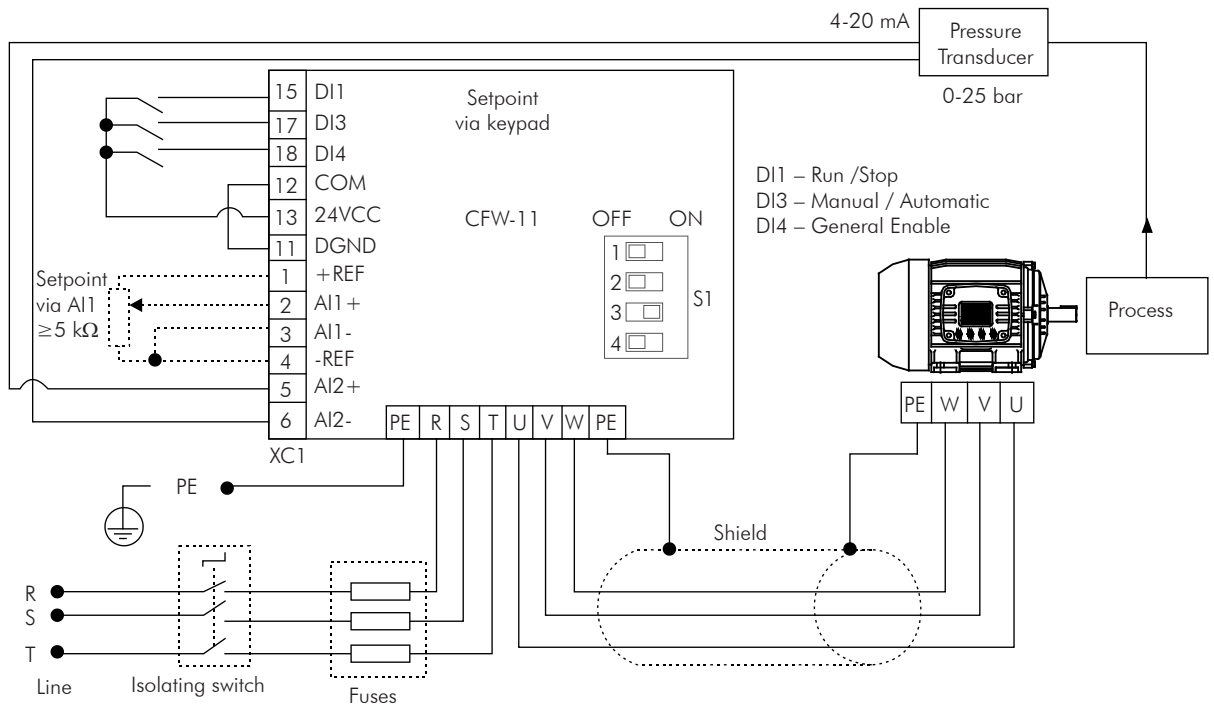 4-20 mA
Pressure
Transducer
0-25 bar
15 DI1
17 DI3
18 DI4
12 COM
13 24VCC
11 DGND
1 +REF
2 AI1+
3 AI1-
4 -REF
5 AI2+
6 AI2-
XC1
Setpoint
via keypad
CFW-11
OFF ON
1
2
3
4
S1
DI1 – Run /Stop
DI3 – Manual / Automatic
DI4 – General Enable
Setpoint
via AI1
≥5 kΩ
Process
PE R S T U V W PE
PE W V U
PE
Shield
R
S
T
Line
Isolating switch
Fuses